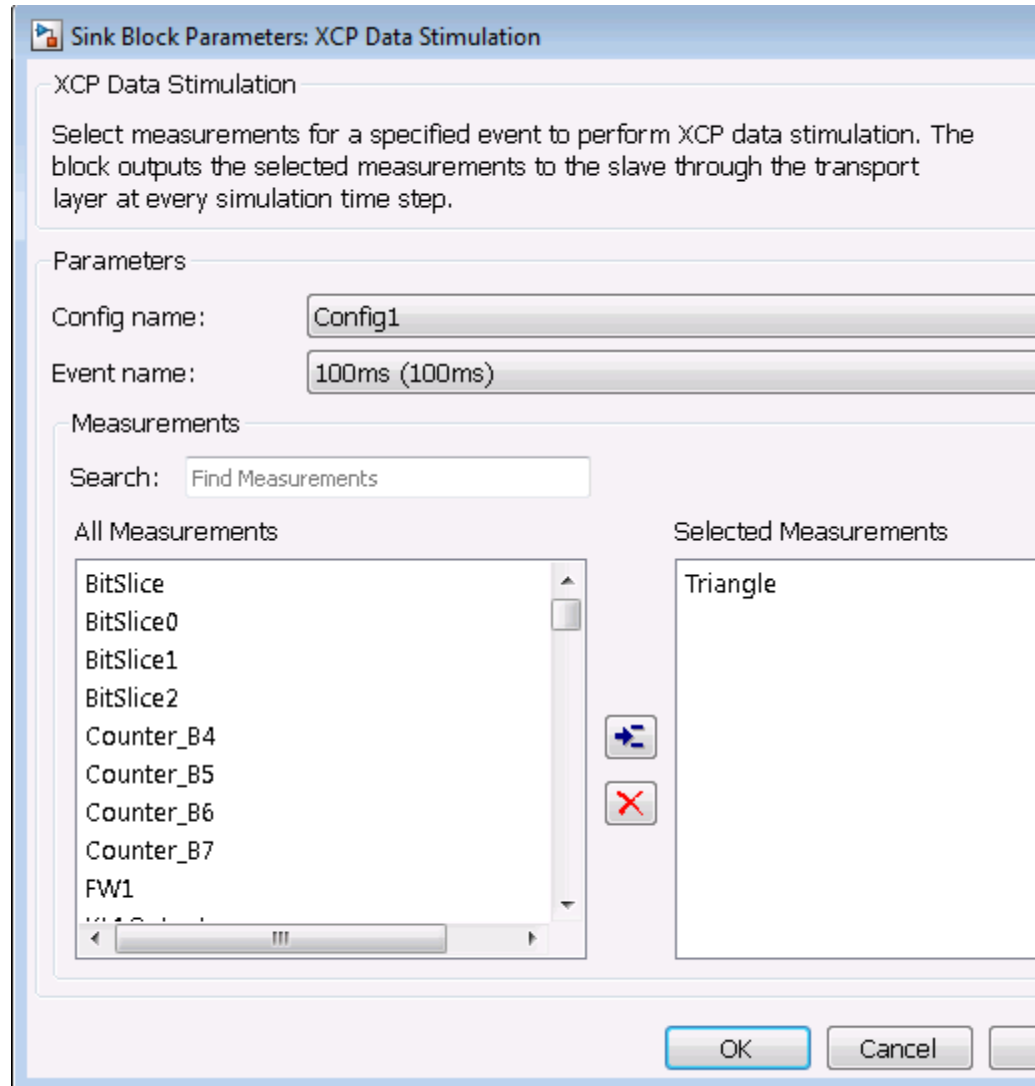 Sink Block Parameters: XCP Data Stimulation
XCP Data Stimulation
Select measurements for a specified event to perform XCP data stimulation. The
block outputs the selected measurements to the slave through the transport
layer at every simulation time step.
Parameters
Config name:
Config1
Event name:
100ms (100ms)
Measurements
Search:
Find Measurements
All Measurements
BitSlice
BitSlice0
BitSlice1
BitSlice2
Counter_B4
Counter_B5
Counter_B6
Counter_B7
FW1
Selected Measurements
Triangle
OK
Cancel